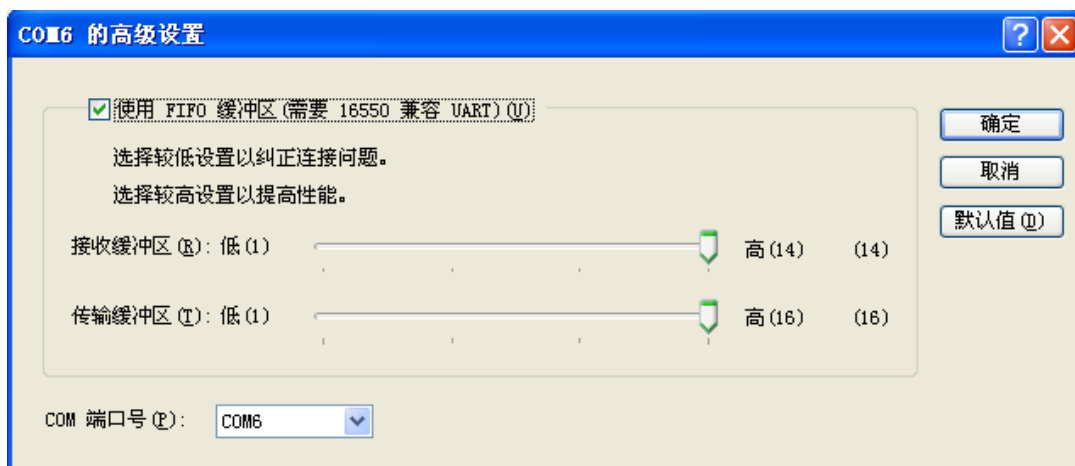 COM6 的高级设置
使用 FIFO 缓冲区(需要 16550 兼容 UART)(U)
选择较低设置以纠正连接问题。
选择较高设置以提高性能。
接收缓冲区(R): 低(1) 高(14) (14)
传输缓冲区(T): 低(1) 高(16) (16)
COM 端口号(P): COM6
确定
取消
默认值(D)